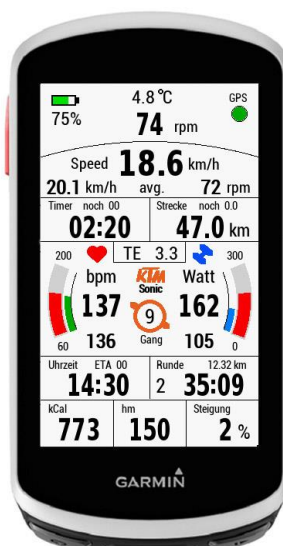 4.8 °C
GPS
75%
74 rpm
Speed 18.6 km/h
20.1 km/h avg. 72 rpm
Timer noch 00
Strecke noch 0.0
02:20
47.0 km
200
TE 3.3
300
bpm
KTM
Watt
Sonic
137
9
162
60
136
Gang
105
0
Uhrzeit ETA 00
Runde 12.32 km
14:30
2 35:09
kCal
hm
Steigung
773
150
2 %
GARMIN